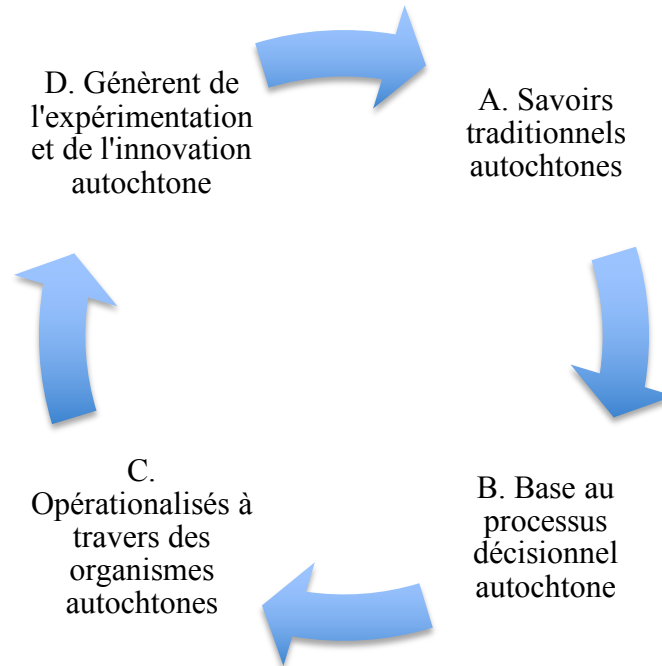 D. Génèrent de
l'expérimentation
et de l'innovation
autochtone
A. Savoirs
traditionnels
autochtones
B. Base au
processus
décisionnel
autochtone
C.
Opérationalisés à
travers des
organismes
autochtones